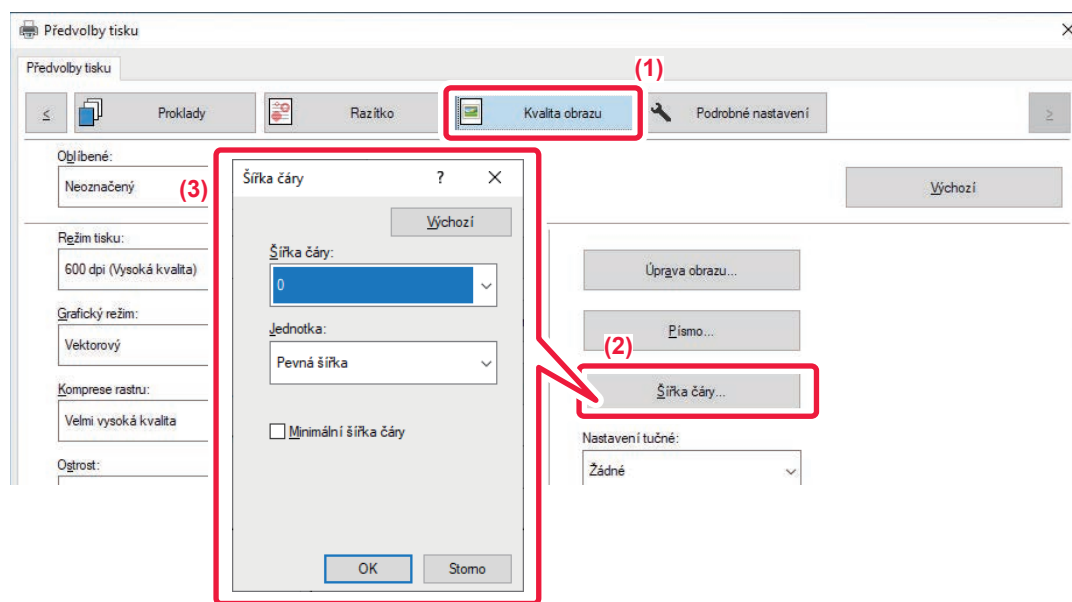 Předvolby tisku
Předvolby tisku
(1)
<
Proklady
Razítko
Kvalita obrazu
Podrobné nastavení
>
Oblíbené:
Neoznačený
Výchozí
(3)
Šířka čáry
?
Výchozí
Šířka čáry:
0
Jednotka:
Pevná šířka
Minimální šířka čáry
OK
Storno
Režim tisku:
600 dpi (Vysoká kvalita)
Grafický režim:
Vektorový
Komprese rastru:
Velmi vysoká kvalita
Ostrost:
Úprava obrazu...
Písmo...
(2)
Šířka čáry...
Nastavení tučné:
Žádné